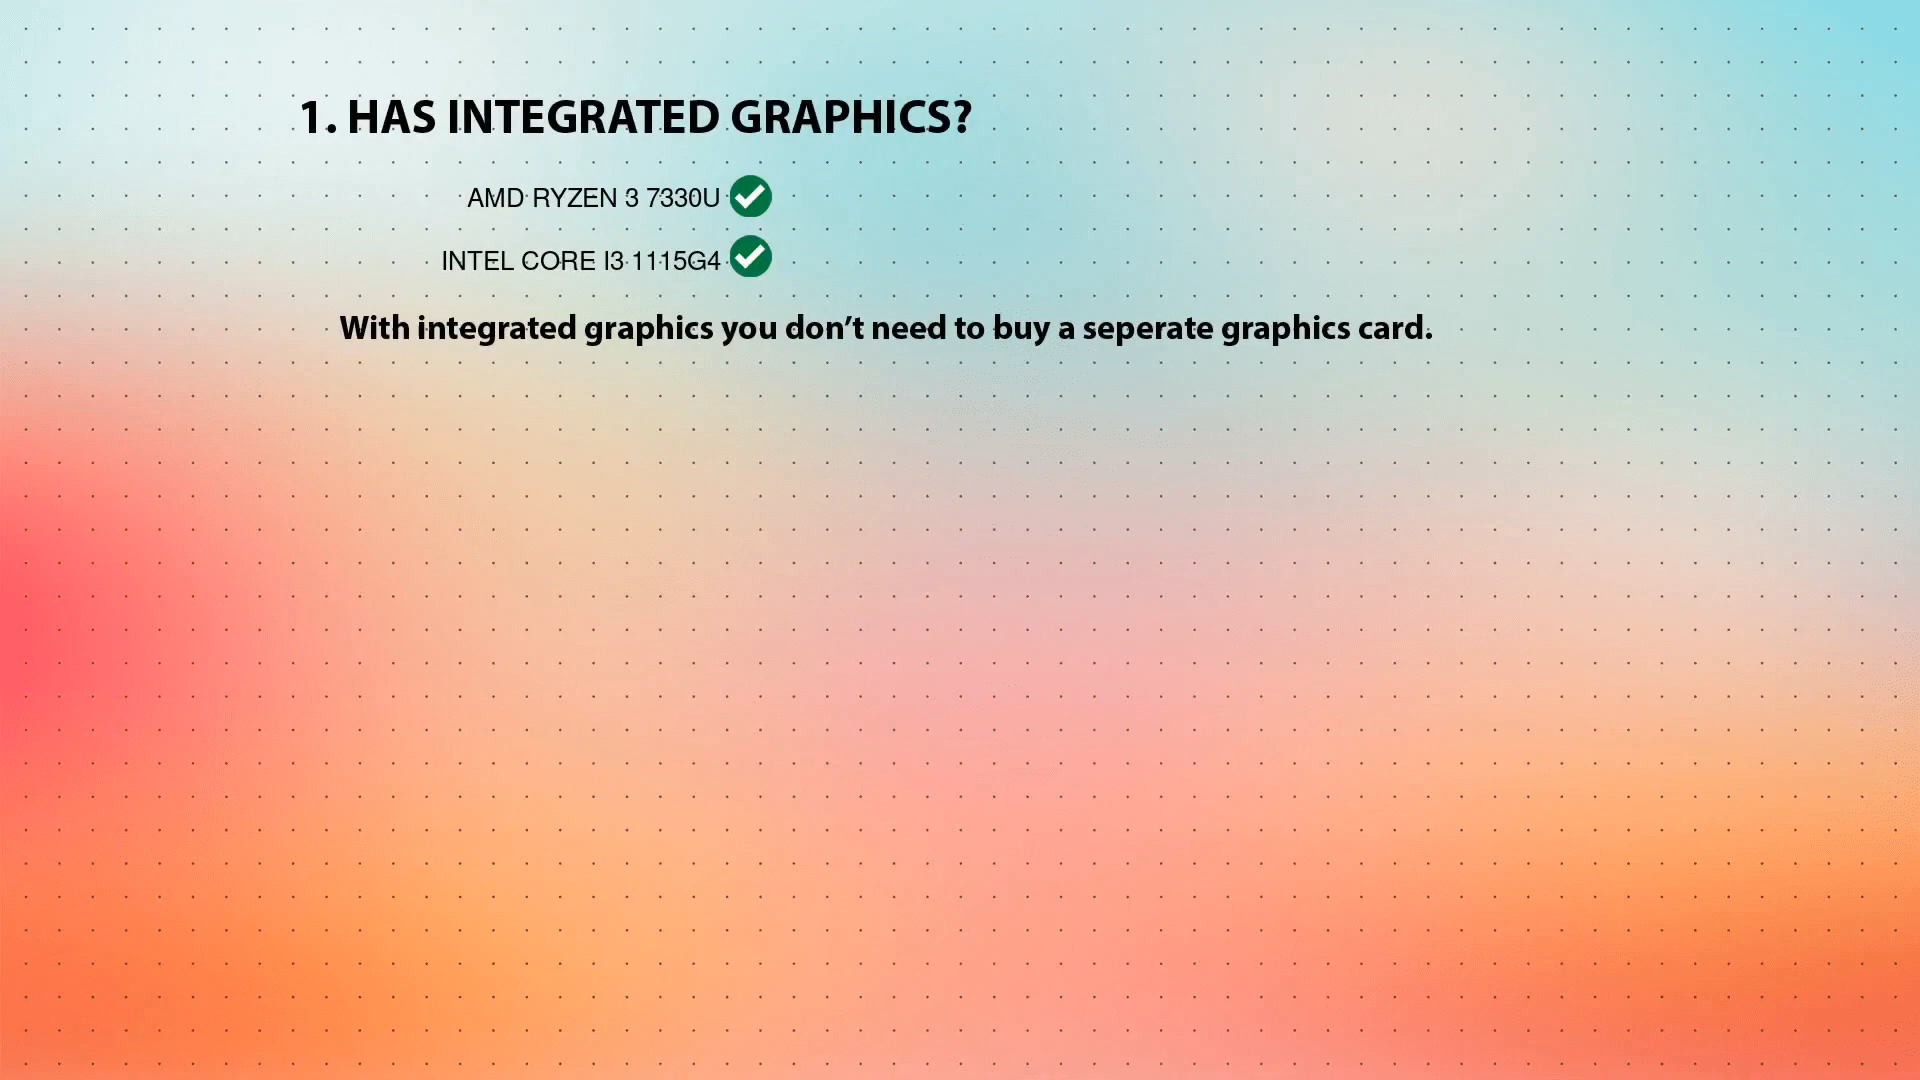 1. HAS INTEGRATED GRAPHICS?
AMD RYZEN 3 7330U
INTEL CORE I3 1115G4
With integrated graphics you don’t need to buy a seperate graphics card.